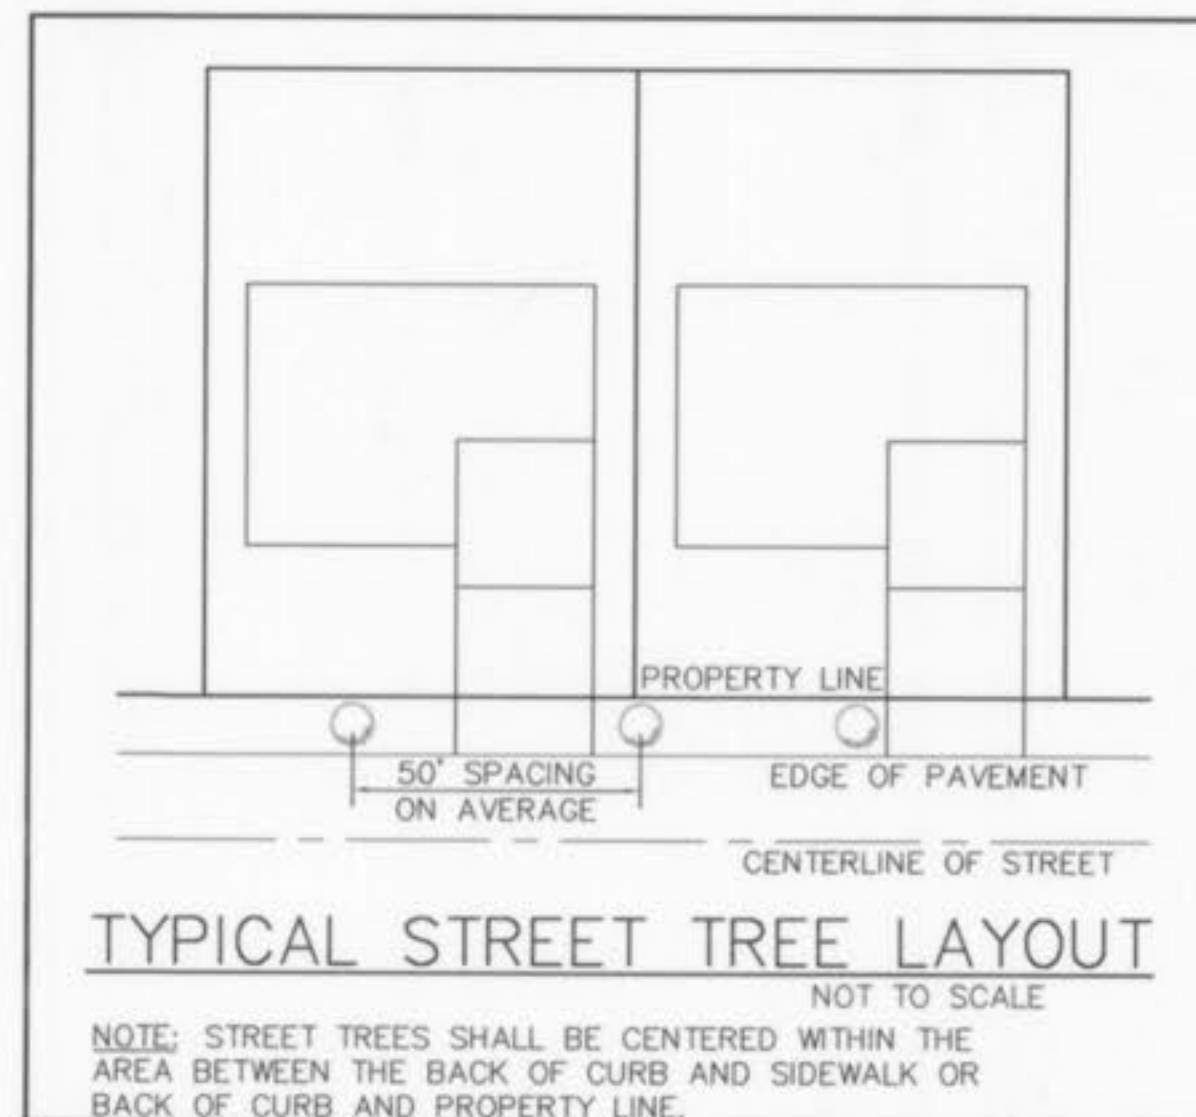 PROPERTY LINE
50' SPACING
ON AVERAGE
EDGE OF PAVEMENT
CENTERLINE OF STREET
TYPICAL STREET TREE LAYOUT
NOT TO SCALE
NOTE: STREET TREES SHALL BE CENTERED WITHIN THE
AREA BETWEEN THE BACK OF CURB AND SIDEWALK OR
BACK OF CURB AND PROPERTY LINE.